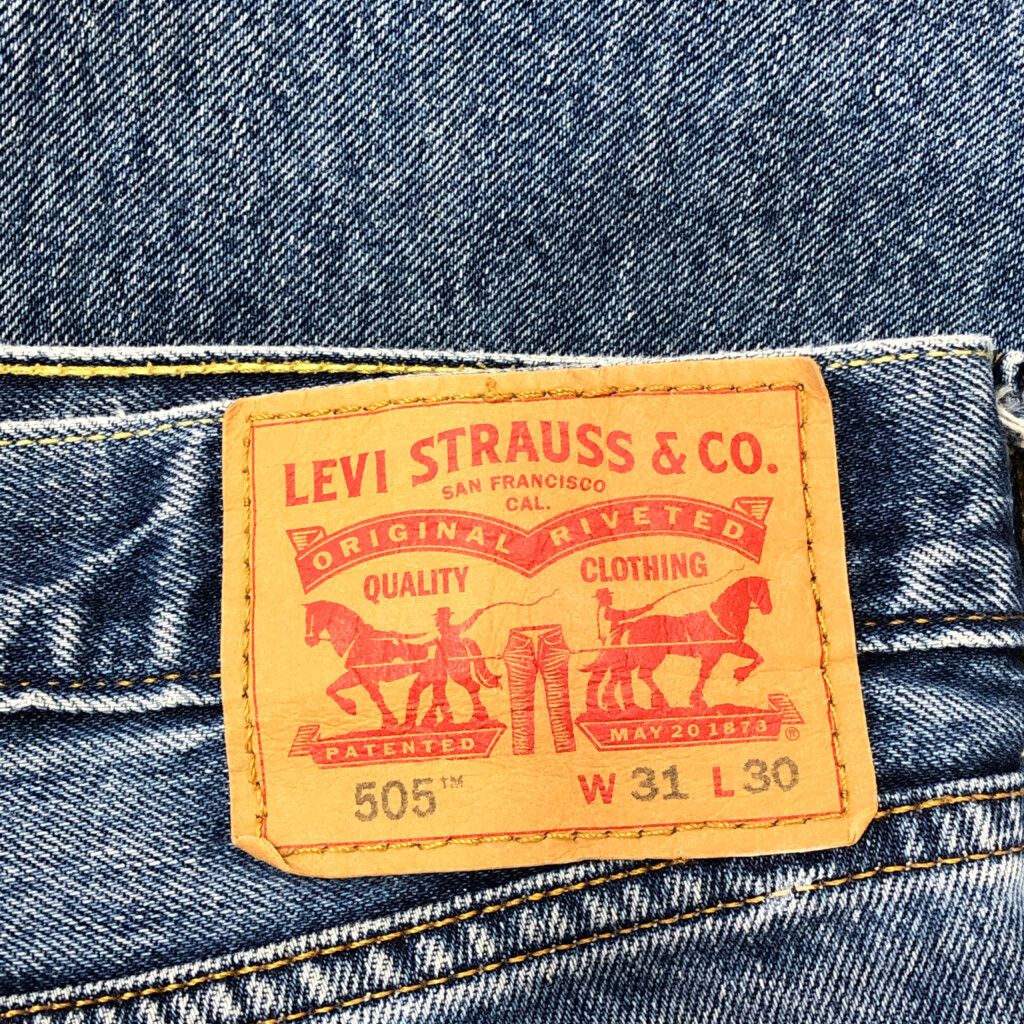 LEVI STRAUSS & CO.
SAN FRANCISCO
CAL.
ORIGINAL RIVETED
QUALITY CLOTHING
PATENTED MAY 20 1873 ®
505™ W 31 L 30